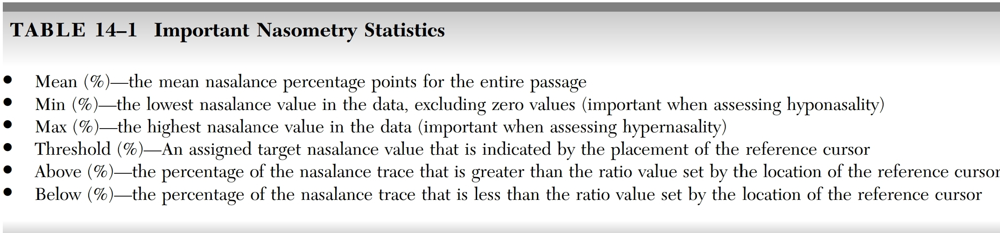 TABLE 14–1 Important Nasometry Statistics
• Mean (%)—the mean nasalance percentage points for the entire passage
• Min (%)—the lowest nasalance value in the data, excluding zero values (important when assessing hyponasality)
• Max (%)—the highest nasalance value in the data (important when assessing hypernasality)
• Threshold (%)—An assigned target nasalance value that is indicated by the placement of the reference cursor
• Above (%)—the percentage of the nasalance trace that is greater than the ratio value set by the location of the reference cursor
• Below (%)—the percentage of the nasalance trace that is less than the ratio value set by the location of the reference cursor